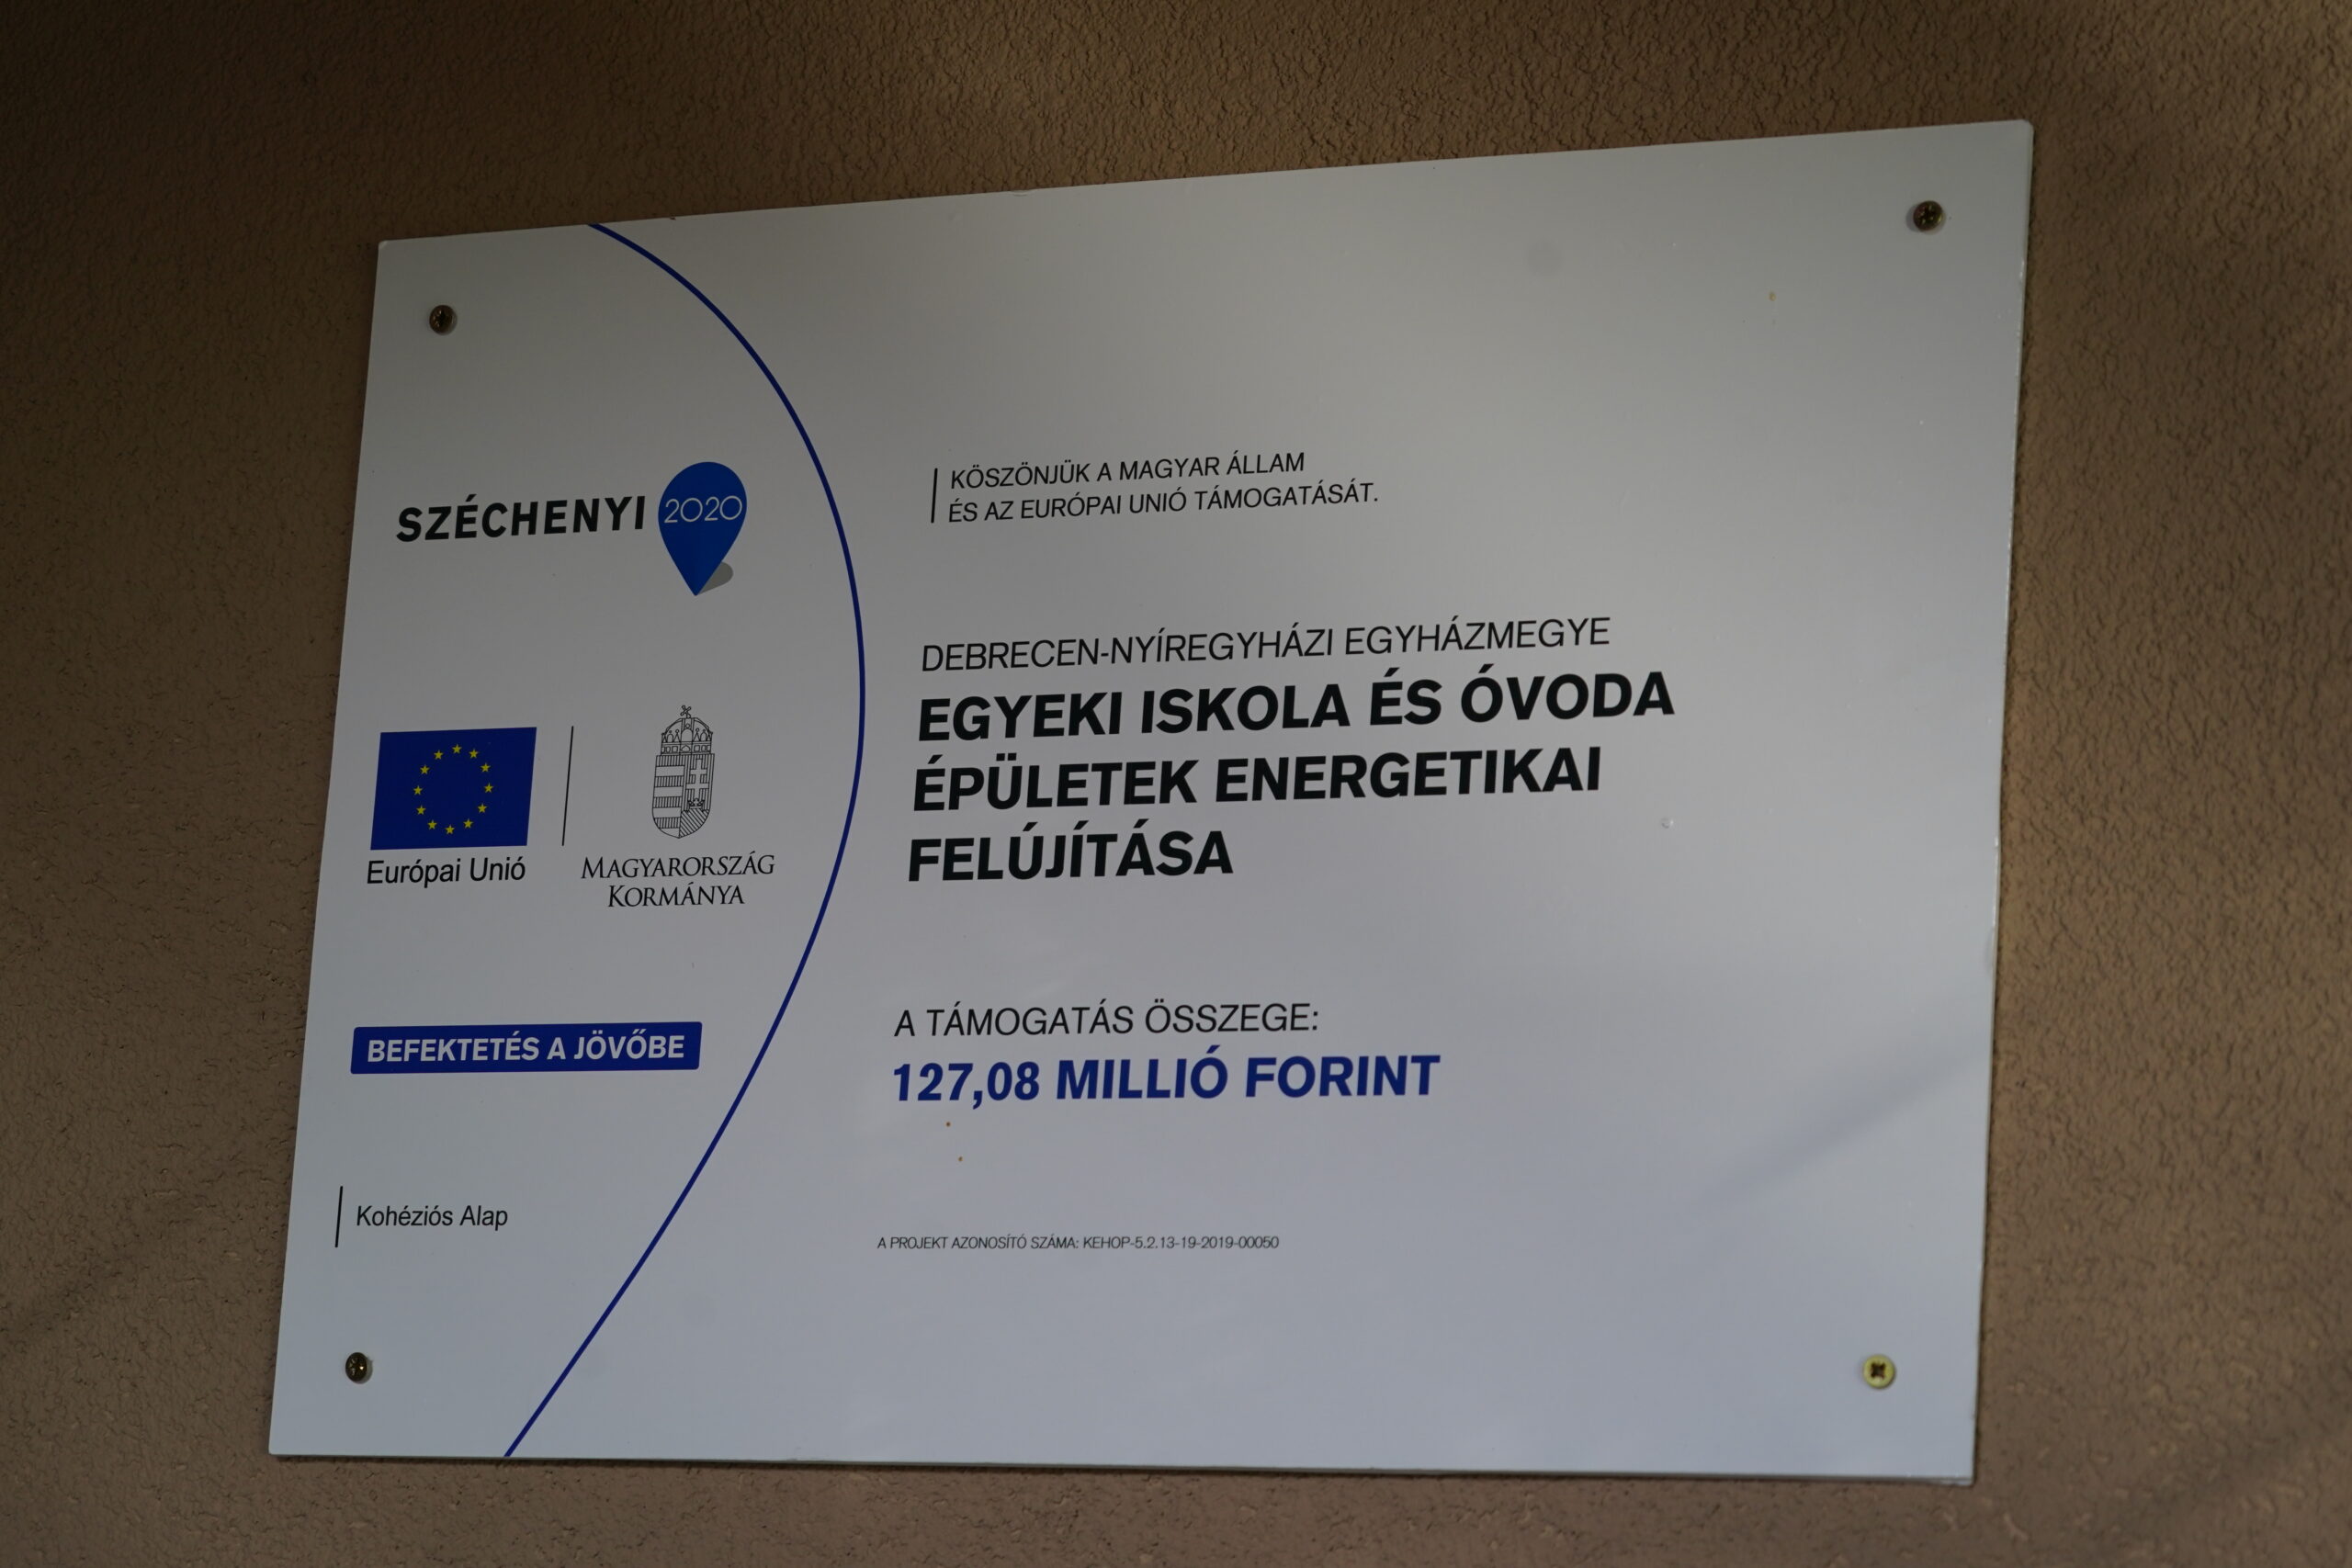 SZÉCHENYI 2020
Európai Unió
MAGYARORSZÁG
KORMÁNYA
BEFEKTETÉS A JÖVŐBE
Kohéziós Alap
KÖSZÖNJÜK A MAGYAR ÁLLAM
ÉS AZ EURÓPAI UNIÓ TÁMOGATÁSÁT.
DEBRECEN-NYÍREGYHÁZI EGYHÁZMEGYE
EGYEKI ISKOLA ÉS ÓVODA
ÉPÜLETEK ENERGETIKAI
FELÚJÍTÁSA
A TÁMOGATÁS ÖSSZEGE:
127,08 MILLIÓ FORINT
A PROJEKT AZONOSÍTÓ SZÁMA: KEHOP-5.2.13-19-2019-00050